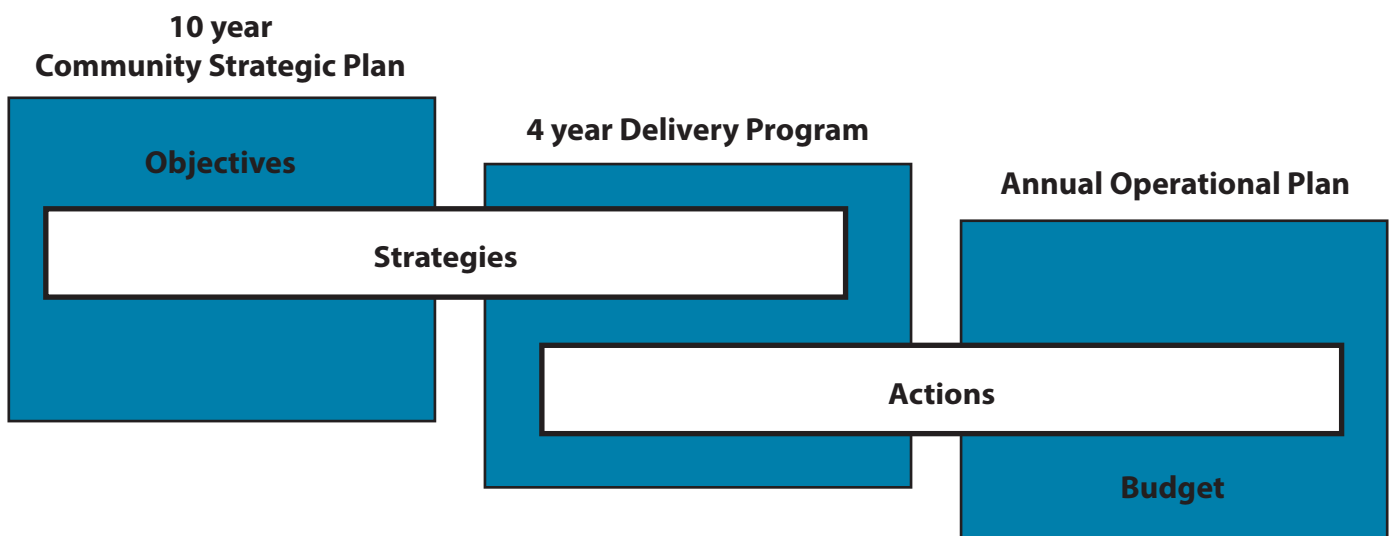 10 year
Community Strategic Plan
Objectives
4 year Delivery Program
Annual Operational Plan
Strategies
Actions
Budget